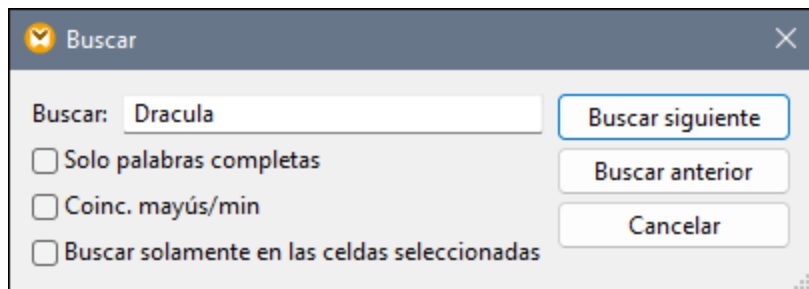 Buscar
Buscar: Dracula
Buscar siguiente
Solo palabras completas
Buscar anterior
Coinc. mayús/min
Cancelar
Buscar solamente en las celdas seleccionadas